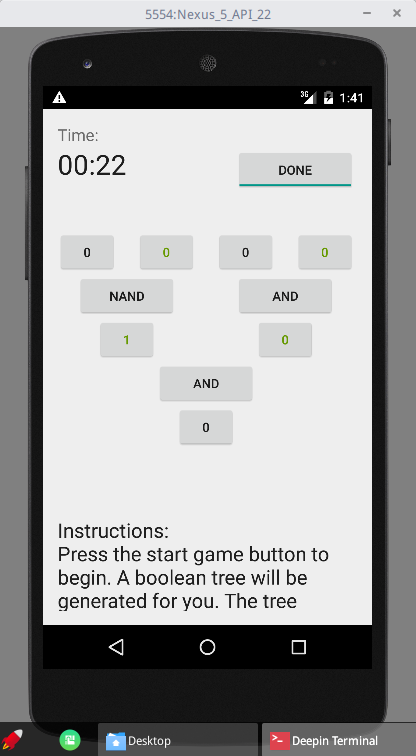 5554:Nexus_5_API_22
3G 1:41
Time:
00:22
DONE
0 0 0 0
NAND AND
1 0
AND
0
Instructions:
Press the start game button to
begin. A boolean tree will be
generated for you. The tree
Desktop
Deepin Terminal